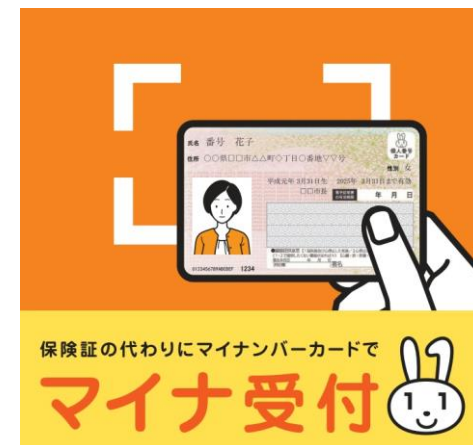 氏名 番号 花子
個人番号
カード
住所 ○○県□□市△△町◇丁目○番地▽▽号
性別 女
平成元年 3月31日生 2025年 3月31日まで有効
□□市長
年 月 日
0123456789ABCDEF 1234
保険証の代わりにマイナンバーカードで
マイナ受付